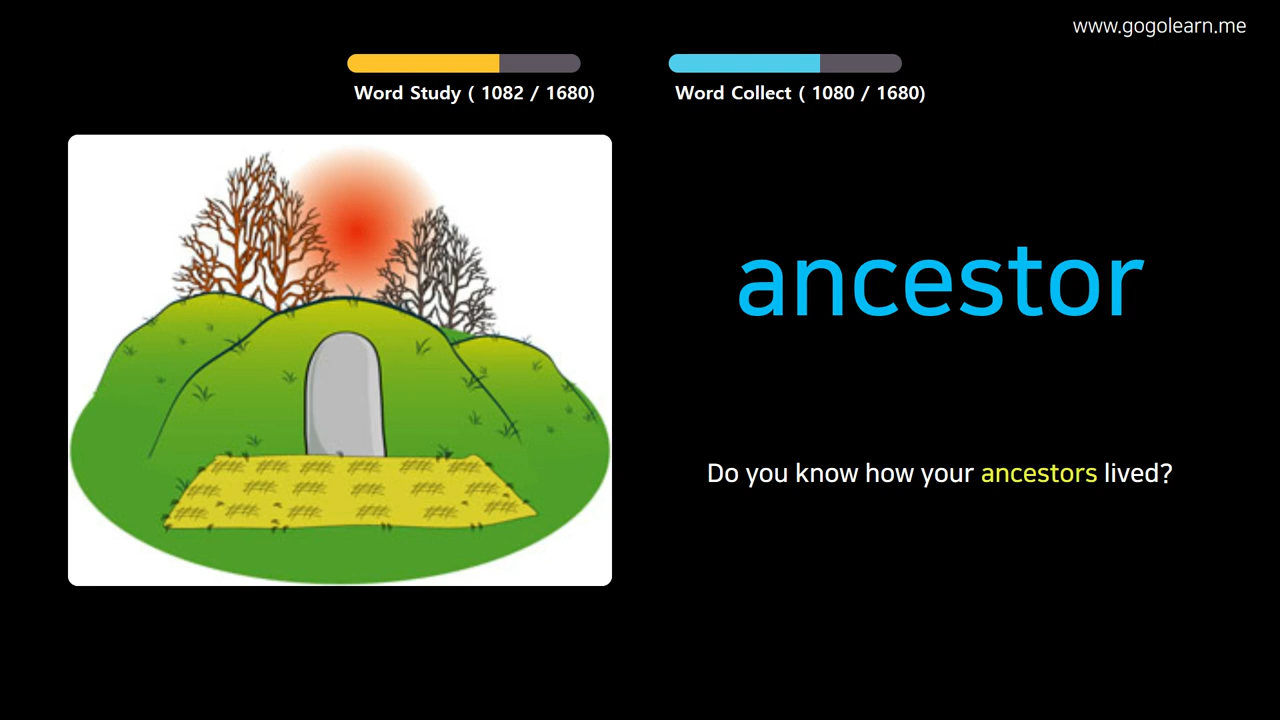 www.gogolearn.me
Word Study ( 1082 / 1680)
Word Collect ( 1080 / 1680)
ancestor
Do you know how your ancestors lived?